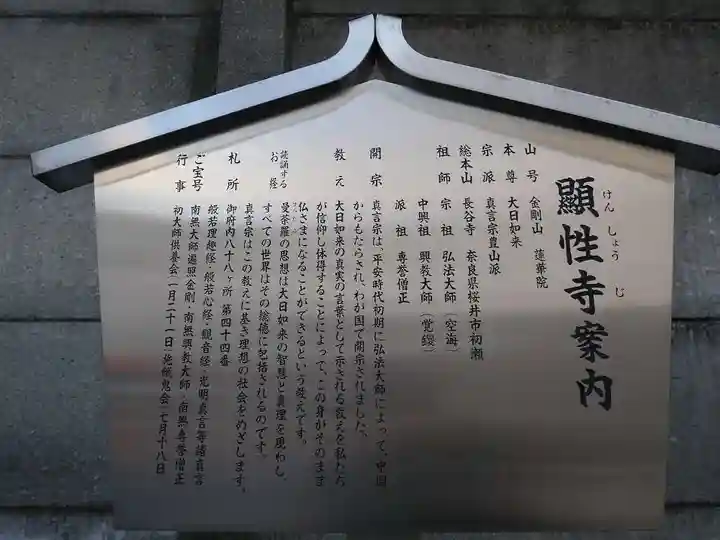 顯性寺案内
けんしょうじ
山号 金剛山 蓮華院
本尊 大日如来
宗派 真言宗豊山派
総本山 長谷寺 奈良県桜井市初瀬
祖師 宗祖 弘法大師（空海）
中興祖 興教大師（覚鑁）
派祖 専誉僧正
開宗 真言宗は、平安時代初期に弘法大師によって、中国
からもたらされ、わが国で開宗されました。
教え 大日如来の真実の言葉として示される教えを私たち
が信仰し体得することによって、この身がそのまま
仏さまになることができるという教えです。
曼荼羅の思想は大日如来の智慧と真理を現わし、
すべての世界はその総徳に包括されるのです。
真言宗はこの教えに基き理想の社会をめざします。
札所 御府内八十八ヶ所 第四十四番
読誦するお経 般若理趣経・般若心経・観音経・光明真言等諸真言
ご宝号 南無大師遍照金剛・南無興教大師・南無専誉僧正
行事 初大師供養会（一月二十一日）施餓鬼会（七月十八日）